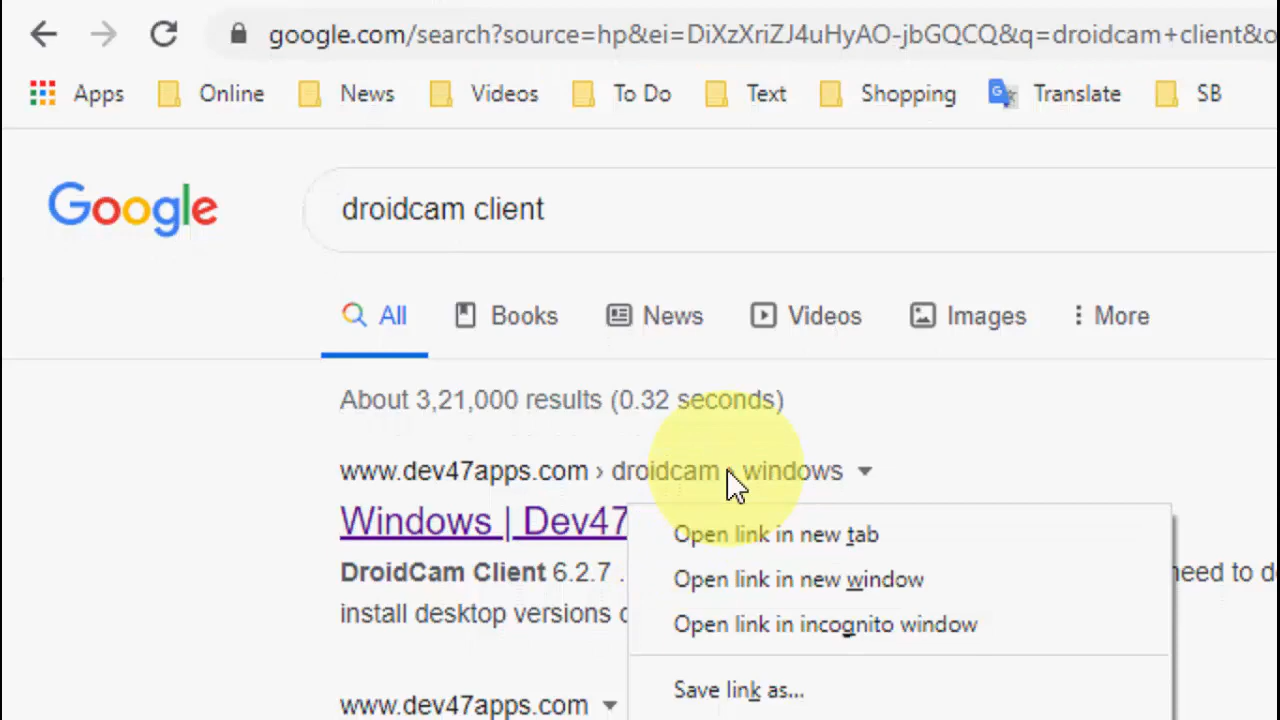 google.com/search?source=hp&ei=DiXzXriZJ4uHyAO-jbGQCQ&q=droidcam+client&o
Apps Online News Videos To Do Text Shopping Translate SB
Google droidcam client
All Books News Videos Images More
About 3,21,000 results (0.32 seconds)
www.dev47apps.com › droidcam › windows
Windows | Dev47
Open link in new tab
DroidCam Client 6.2.7 . Open link in new window need to d
install desktop versions
Open link in incognito window
Save link as...
www.dev47apps.com